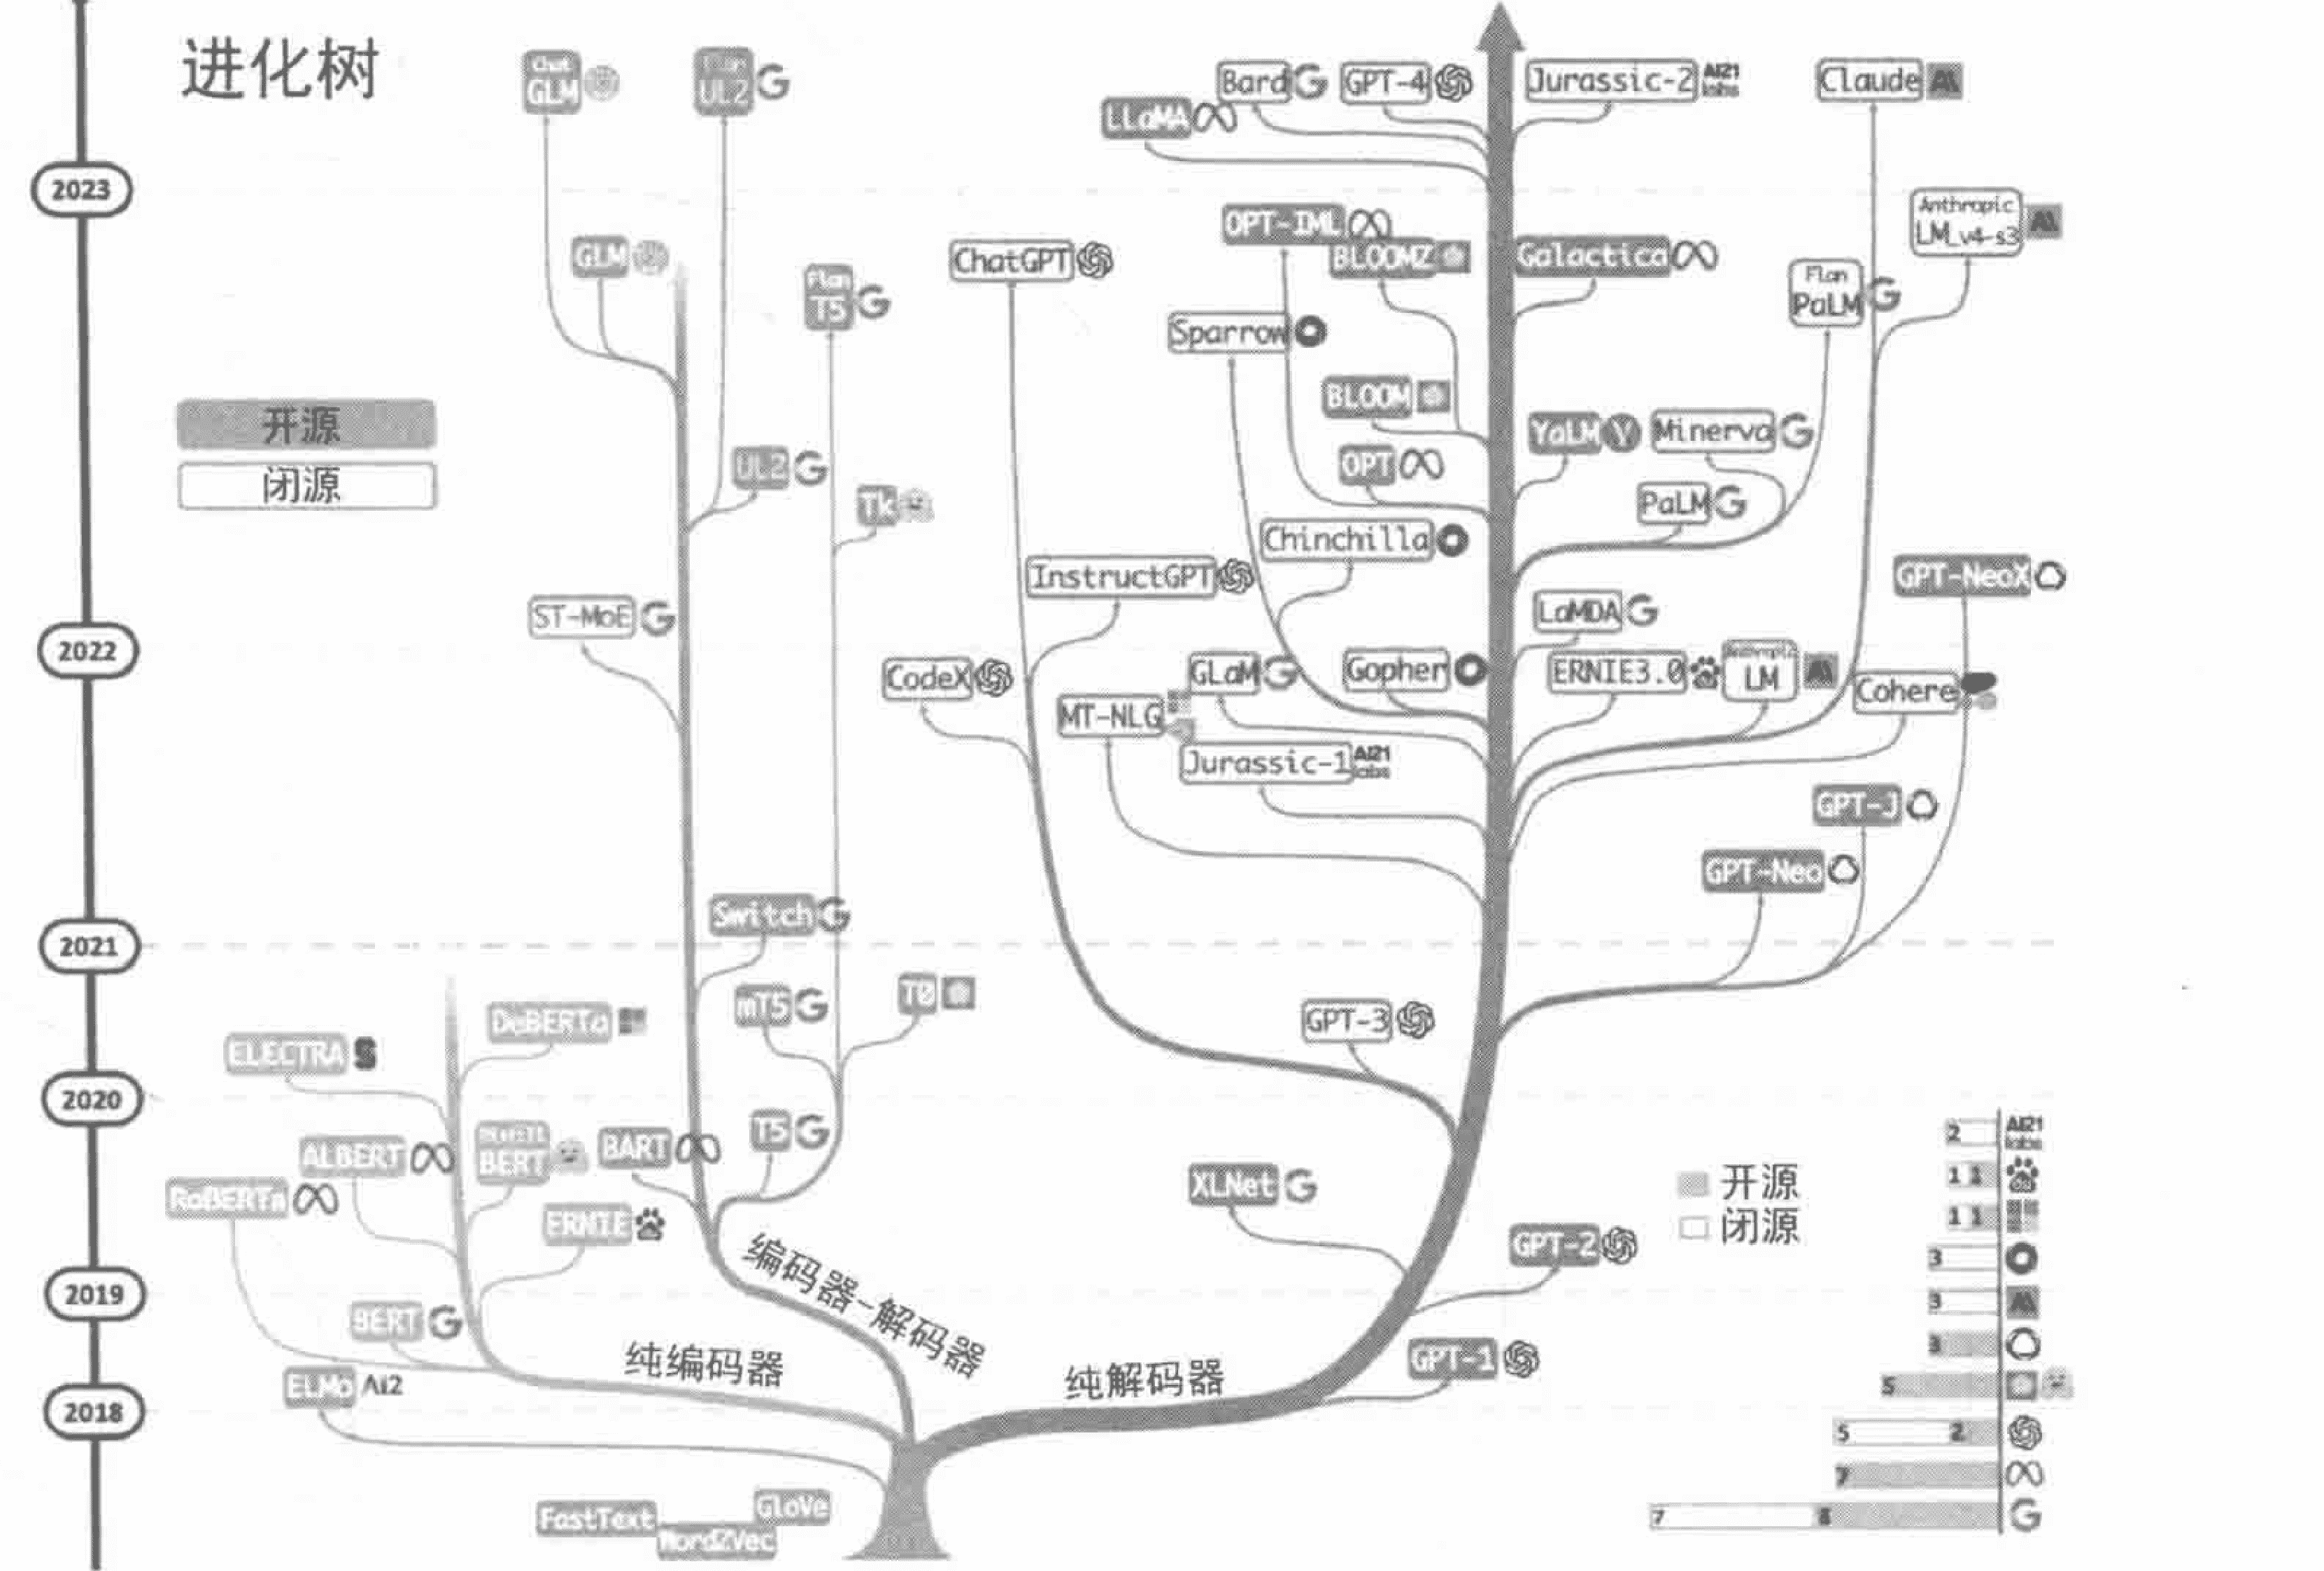 进化树
Chat
GLM
Flan
UL2
Bard
GPT-4
Jurassic-2
AI21
labs
Claude
LLaMA
2023
OPT-IML
Anthropic
LM_v4-s3
GLM
ChatGPT
BLOOMZ
Galactica
Flan
T5
Flan
PaLM
Sparrow
开源
BLOOM
YaLM
Minerva
闭源
UL2
OPT
Tk
PaLM
Chinchilla
InstructGPT
GPT-NeoX
ST-MoE
LaMDA
2022
CodeX
GLaM
Gopher
ERNIE3.0
Anthropic
LM
Cohere
MT-NLG
Jurassic-1
AI21
labs
GPT-J
GPT-Neo
Switch
2021
mT5
T0
DeBERTa
GPT-3
ELECTRA
2020
ALBERT
BERT
BART
T5
RoBERTa
ERNIE
XLNet
GPT-2
编码器-解码器
2019
BERT
纯编码器
纯解码器
GPT-1
ELMo
AI2
2018
FastText
GloVe
Word2Vec
开源
闭源
2
AI21
labs
1 1
1 1
3
3
3
5
5 2
7
7 8